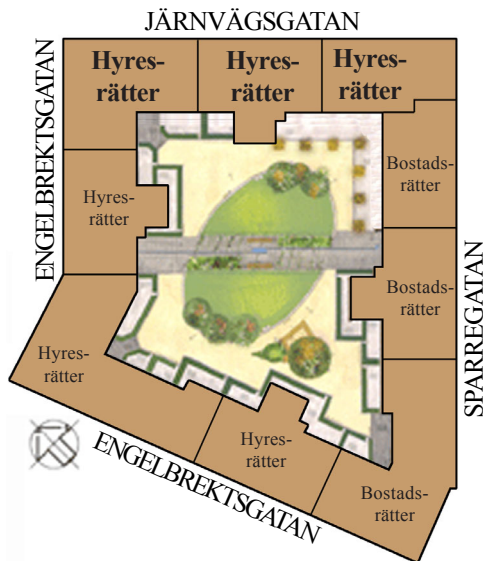 JÄRNVÄGSGATAN
Hyres-
rätter
Hyres-
rätter
Hyres-
rätter
ENGELBREKTSGATAN
Bostads-
rätter
Hyres-
rätter
Bostads-
rätter
SPARREGATAN
Hyres-
rätter
Hyres-
rätter
Bostads-
rätter
ENGELBREKTSGATAN